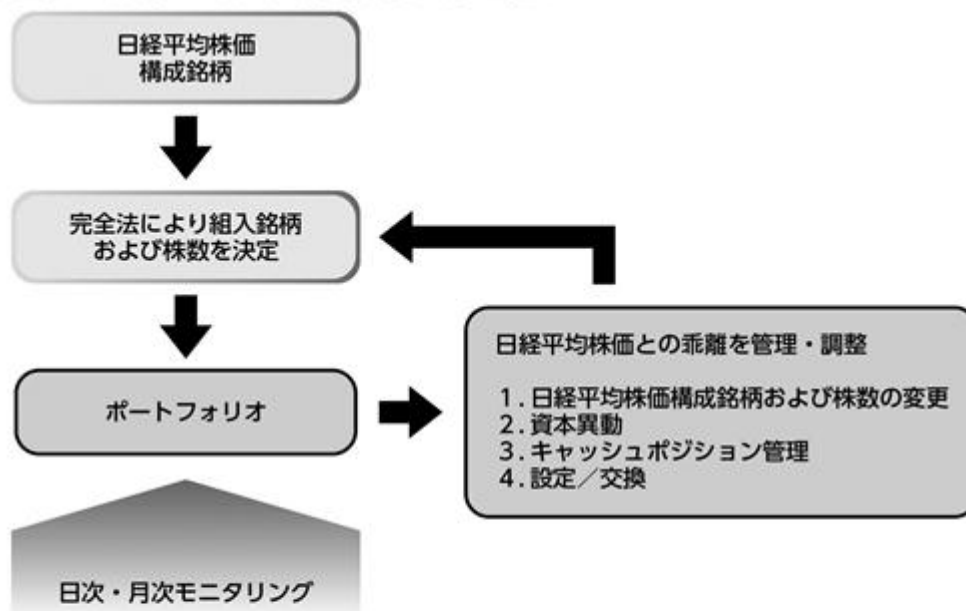 日経平均株価
構成銘柄
完全法により組入銘柄
および株数を決定
ポートフォリオ
日経平均株価との乖離を管理・調整
1.日経平均株価構成銘柄および株数の変更
2.資本異動
3.キャッシュポジション管理
4.設定／交換
日次・月次モニタリング